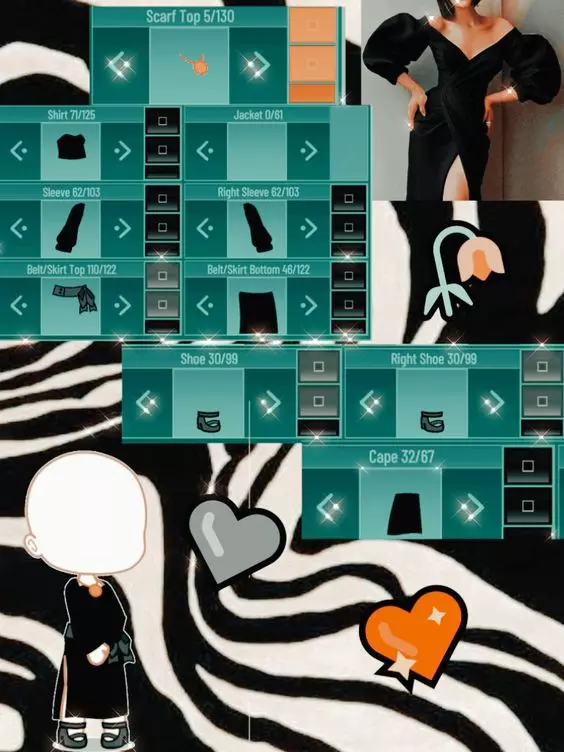 Scarf Top 5/130
Shirt 71/125
Jacket 0/61
Sleeve 62/103
Right Sleeve 62/103
Belt/Skirt Top 110/122
Belt/Skirt Bottom 46/122
Shoe 30/99
Right Shoe 30/99
Cape 32/67